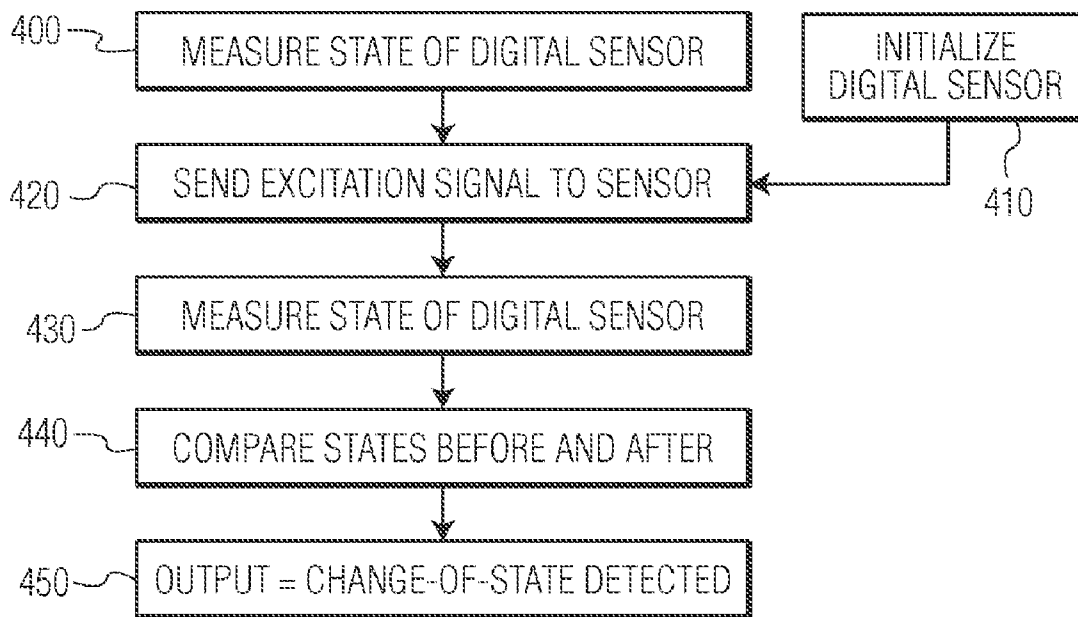 400
MEASURE STATE OF DIGITAL SENSOR
INITIALIZE
DIGITAL SENSOR
410
420
SEND EXCITATION SIGNAL TO SENSOR
430
MEASURE STATE OF DIGITAL SENSOR
440
COMPARE STATES BEFORE AND AFTER
450
OUTPUT = CHANGE-OF-STATE DETECTED